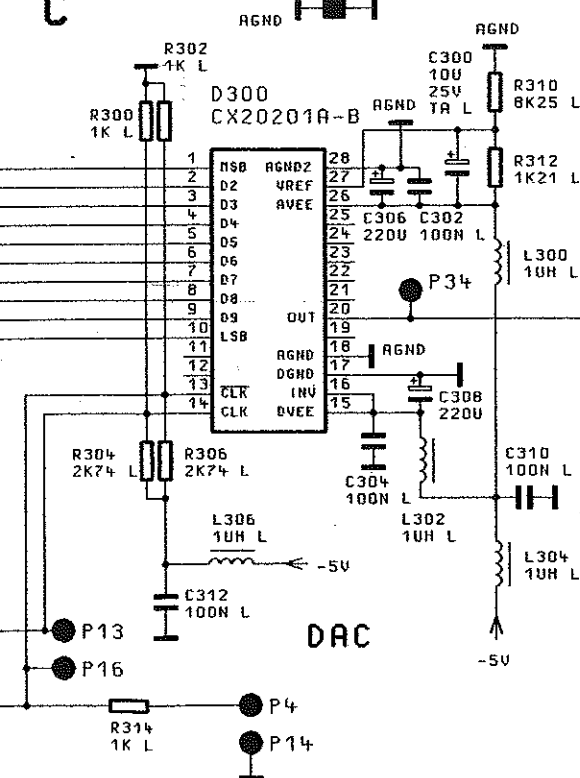 AGND
AGND
R302
1K L
C300
10U
25V
TA L
R310
8K25 L
D300
CX20201A-B
AGND
R300
1K L
R312
1K21 L
1 MSB AGND2 28
2 D2 VREF 27
3 D3 AVEE 26
4 D4 25
5 D5 24
6 D6 23
7 D7 22
8 D8 21
9 D9 OUT 20
10 LSB 19
11 AGND 18
12 DGND 17
13 CLK INV 16
14 CLK DVEE 15
C306
220U
C302
100N L
L300
1UH L
P34
AGND
C308
220U
R304
2K74 L
R306
2K74 L
C304
100N L
C310
100N L
L302
1UH L
L306
1UH L
-5V
L304
1UH L
C312
100N L
P13
DAC
P16
-5V
R314
1K L
P4
P14